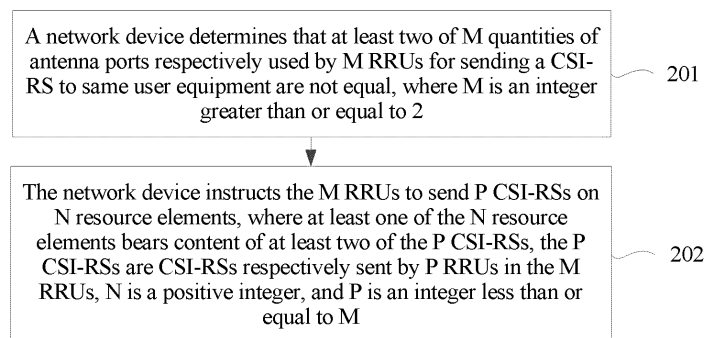 A network device determines that at least two of M quantities of
antenna ports respectively used by M RRUs for sending a CSI-
RS to same user equipment are not equal, where M is an integer
greater than or equal to 2
201
The network device instructs the M RRUs to send P CSI-RSs on
N resource elements, where at least one of the N resource
elements bears content of at least two of the P CSI-RSs, the P
CSI-RSs are CSI-RSs respectively sent by P RRUs in the M
RRUs, N is a positive integer, and P is an integer less than or
equal to M
202